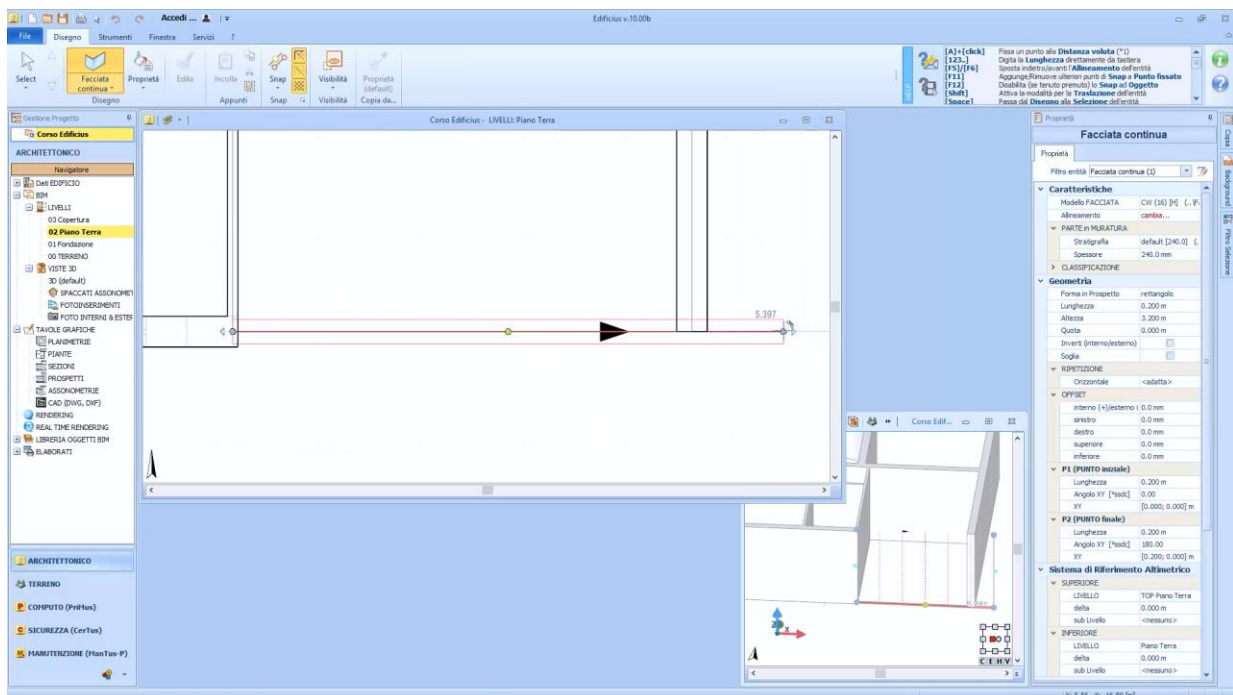 Accedi ...
Edificius v.10.00b
File
Disegno
Strumenti
Finestra
Servizi
?
Select
Facciata continua
Proprietà
Edita
Incolla
Snap
Visibilità
Proprietà (default)
Disegno
Appunti
Snap
Visibilità
Copia da...
[A]+[click] Fissa un punto alla Distanza voluta (*1)
[123..] Digita la Lunghezza direttamente da tastiera
[F5]/[F6] Sposta indietro/avanti l'Allineamento dell'entità
[F11] Aggiunge/Rimuove ulteriori punti di Snap a Punto fissato
[F12] Disabilita (se tenuto premuto) lo Snap ad Oggetto
[Shift] Attiva la modalità per la Traslazione dell'entità
[Space] Passa dal Disegno alla Selezione dell'entità
Gestione Progetto
Corso Edificius
ARCHITETTONICO
Navigatore
Dati EDIFICIO
BIM
LIVELLI
03 Copertura
02 Piano Terra
01 Fondazione
00 TERRENO
VISTE 3D
3D (default)
SPACCATI ASSONOMET
FOTOINSERIMENTI
FOTO INTERNI & ESTER
TAVOLE GRAFICHE
PLANIMETRIE
PIANTE
SEZIONI
PROSPETTI
ASSONOMETRIE
CAD (DWG, DXF)
RENDERING
REAL TIME RENDERING
LIBRERIA OGGETTI BIM
ELABORATI
ARCHITETTONICO
TERRENO
COMPUTO (PriMus)
SICUREZZA (CerTus)
MANUTENZIONE (ManTus-P)
Corso Edificius - LIVELLI: Piano Terra
5.397
Corso Edif...
X
C E H V
Proprietà
Facciata continua
Proprietà
Filtro entità Facciata continua (1)
Caratteristiche
Modello FACCIATA CW (16) [H]
Allineamento cambia...
PARTE in MURATURA
Stratigrafia default [240.0]
Spessore 240.0 mm
CLASSIFICAZIONE
Geometria
Forma in Prospetto rettangolo
Lunghezza 0.200 m
Altezza 3.200 m
Quota 0.000 m
Inverti (interno/esterno)
Soglia
RIPETIZIONE
Orizzontale <adatta>
OFFSET
interno (+)/esterno ( 0.0 mm
sinistro 0.0 mm
destro 0.0 mm
superiore 0.0 mm
inferiore 0.0 mm
P1 (PUNTO iniziale)
Lunghezza 0.200 m
Angolo XY [*ssdc] 0.00
XY [0.000; 0.000] m
P2 (PUNTO finale)
Lunghezza 0.200 m
Angolo XY [*ssdc] 180.00
XY [0.200; 0.000] m
Sistema di Riferimento Altimetrico
SUPERIORE
LIVELLO TOP Piano Terra
delta 0.000 m
sub Livello <nessuno>
INFERIORE
LIVELLO Piano Terra
delta 0.000 m
sub Livello <nessuno>
Copia
Background
Filtro Selezione